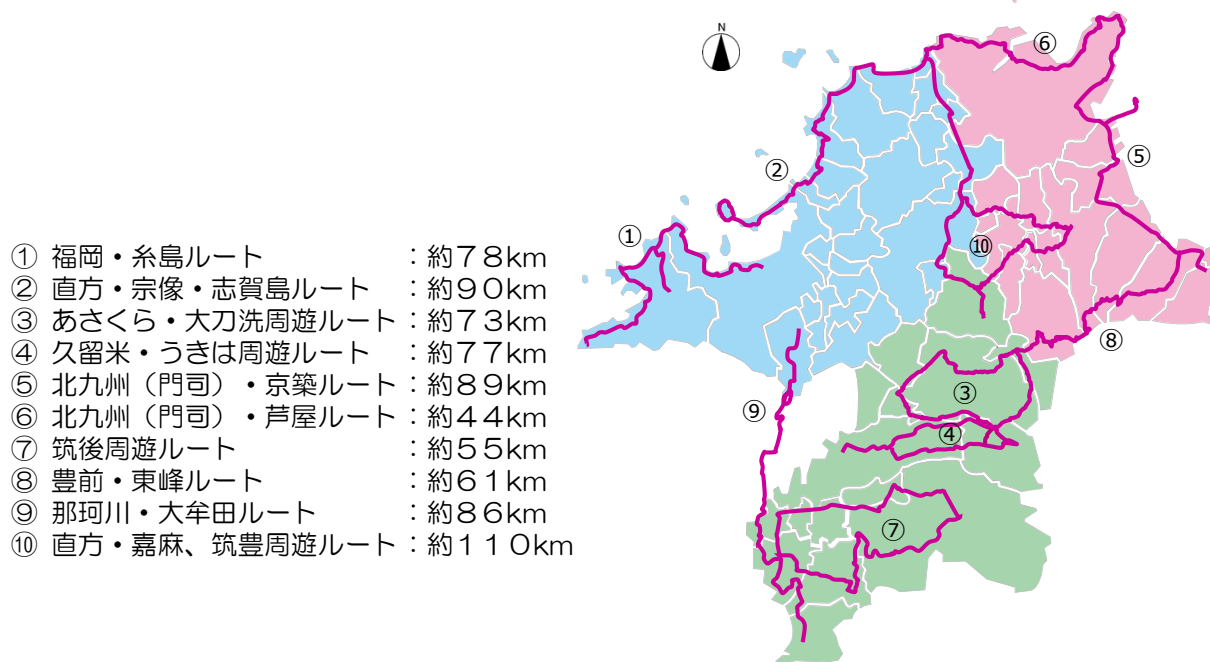 ① 福岡・糸島ルート ：約７８km
② 直方・宗像・志賀島ルート ：約９０km
③ あさくら・大刀洗周遊ルート：約７３km
④ 久留米・うきは周遊ルート ：約７７km
⑤ 北九州（門司）・京築ルート：約８９km
⑥ 北九州（門司）・芦屋ルート：約４４km
⑦ 筑後周遊ルート ：約５５km
⑧ 豊前・東峰ルート ：約６１km
⑨ 那珂川・大牟田ルート ：約８６km
⑩ 直方・嘉麻、筑豊周遊ルート：約１１０km
N
⑥
⑤
②
①
⑩
⑧
③
⑨
④
⑦